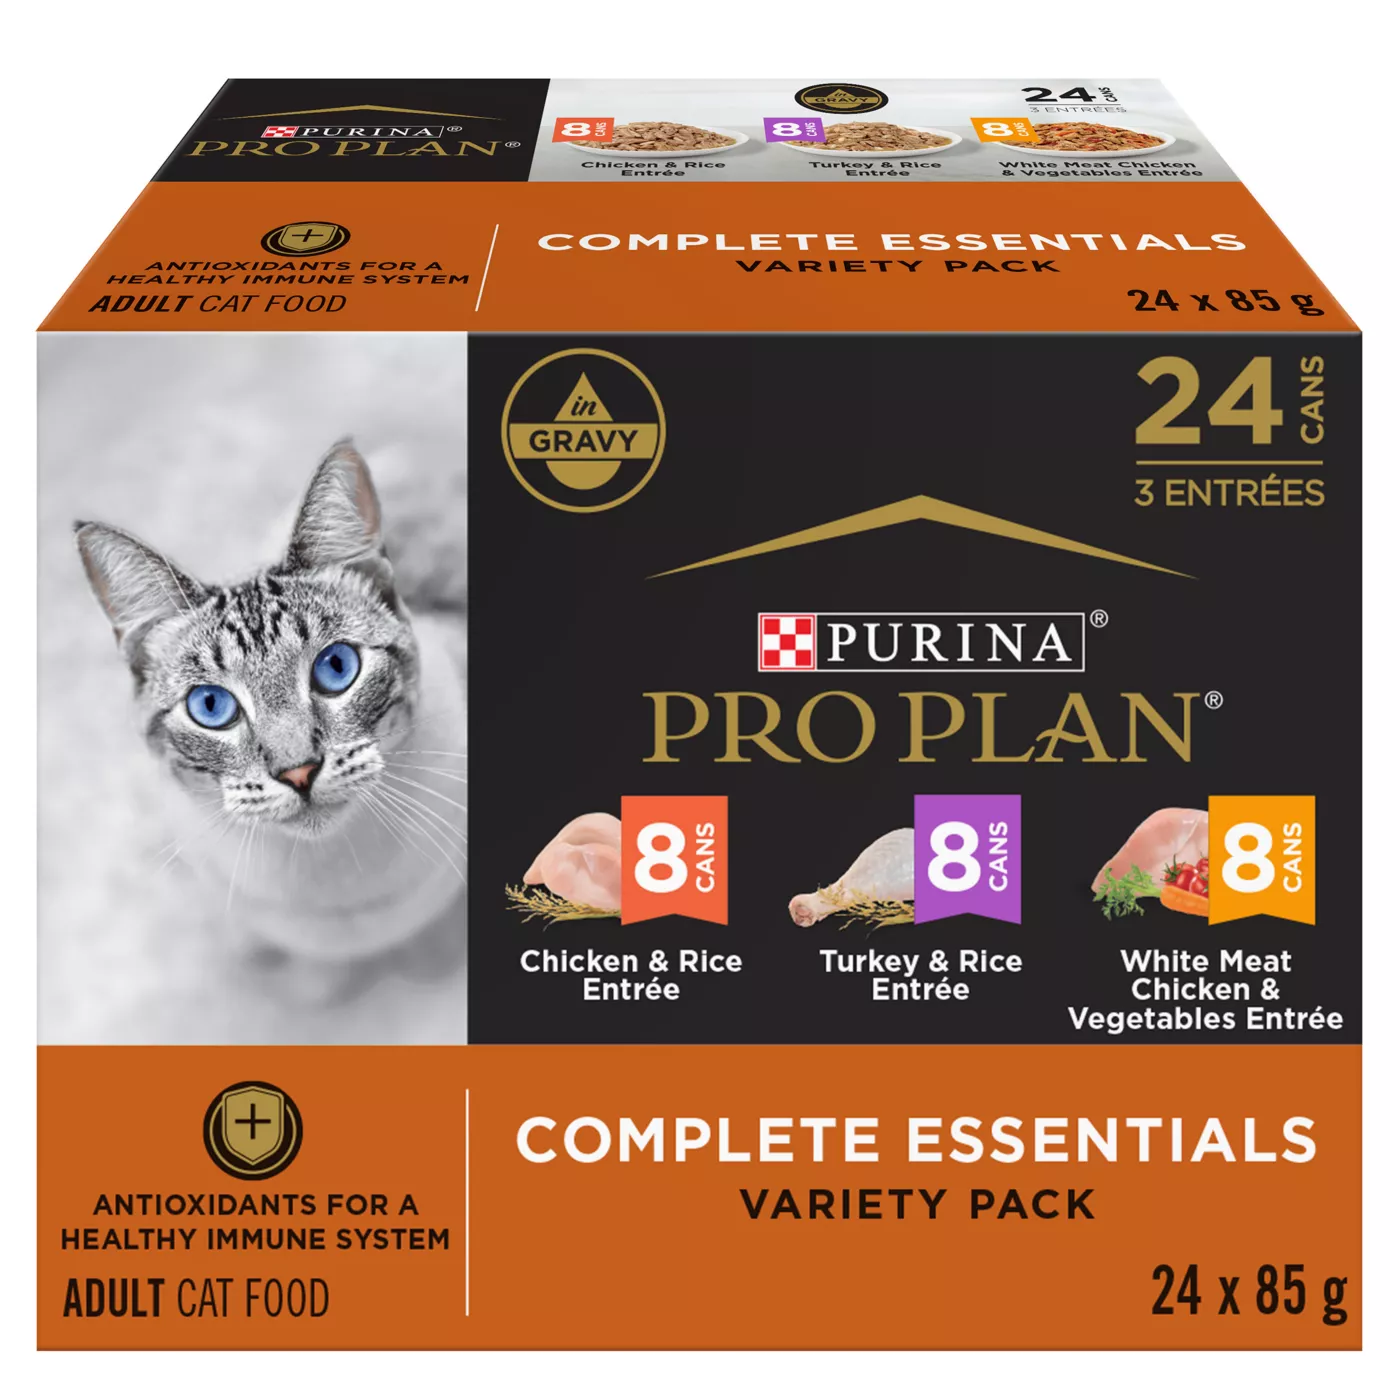 PURINA®
PRO PLAN®
in
GRAVY
24 CANS
3 ENTRÉES
8 CANS
Chicken & Rice
Entrée
8 CANS
Turkey & Rice
Entrée
8 CANS
White Meat Chicken
& Vegetables Entrée
ANTIOXIDANTS FOR A
HEALTHY IMMUNE SYSTEM
ADULT CAT FOOD
COMPLETE ESSENTIALS
VARIETY PACK
24 x 85 g
in
GRAVY
24 CANS
3 ENTRÉES
PURINA®
PRO PLAN®
8 CANS
Chicken & Rice
Entrée
8 CANS
Turkey & Rice
Entrée
8 CANS
White Meat
Chicken &
Vegetables Entrée
ANTIOXIDANTS FOR A
HEALTHY IMMUNE SYSTEM
ADULT CAT FOOD
COMPLETE ESSENTIALS
VARIETY PACK
24 x 85 g